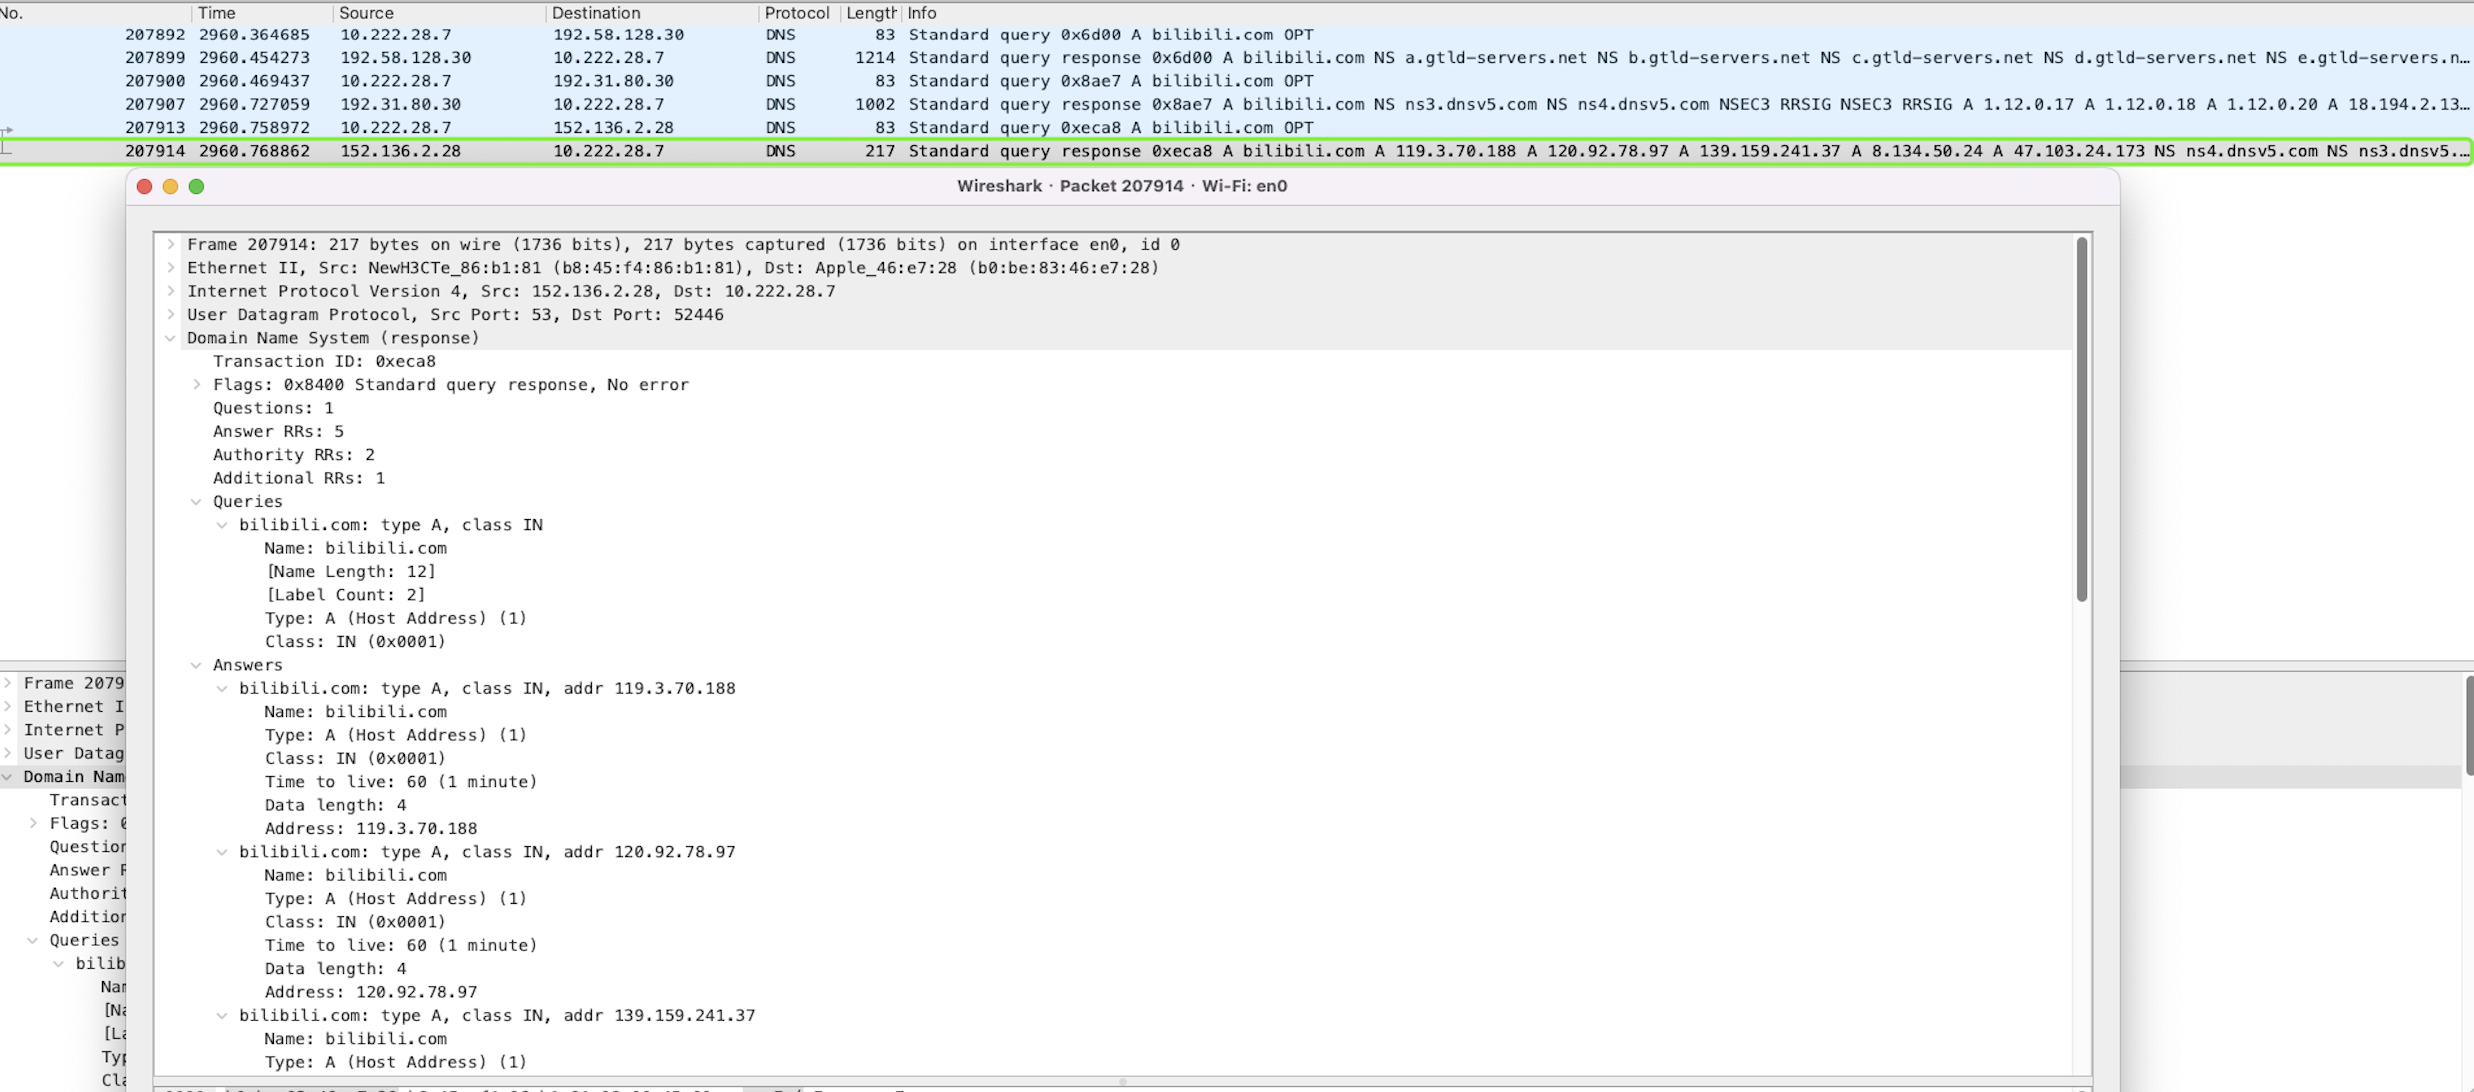 No. Time Source Destination Protocol Length Info
207892 2960.364685 10.222.28.7 192.58.128.30 DNS 83 Standard query 0x6d00 A bilibili.com OPT
207899 2960.454273 192.58.128.30 10.222.28.7 DNS 1214 Standard query response 0x6d00 A bilibili.com NS a.gtld-servers.net NS b.gtld-servers.net NS c.gtld-servers.net NS d.gtld-servers.net NS e.gtld-servers.n…
207900 2960.469437 10.222.28.7 192.31.80.30 DNS 83 Standard query 0x8ae7 A bilibili.com OPT
207907 2960.727059 192.31.80.30 10.222.28.7 DNS 1002 Standard query response 0x8ae7 A bilibili.com NS ns3.dnsv5.com NS ns4.dnsv5.com NSEC3 RRSIG NSEC3 RRSIG A 1.12.0.17 A 1.12.0.18 A 1.12.0.20 A 18.194.2.13…
207913 2960.758972 10.222.28.7 152.136.2.28 DNS 83 Standard query 0xeca8 A bilibili.com OPT
207914 2960.768862 152.136.2.28 10.222.28.7 DNS 217 Standard query response 0xeca8 A bilibili.com A 119.3.70.188 A 120.92.78.97 A 139.159.241.37 A 8.134.50.24 A 47.103.24.173 NS ns4.dnsv5.com NS ns3.dnsv5.…
Wireshark · Packet 207914 · Wi-Fi: en0
Frame 207914: 217 bytes on wire (1736 bits), 217 bytes captured (1736 bits) on interface en0, id 0
Ethernet II, Src: NewH3CTe_86:b1:81 (b8:45:f4:86:b1:81), Dst: Apple_46:e7:28 (b0:be:83:46:e7:28)
Internet Protocol Version 4, Src: 152.136.2.28, Dst: 10.222.28.7
User Datagram Protocol, Src Port: 53, Dst Port: 52446
Domain Name System (response)
Transaction ID: 0xeca8
Flags: 0x8400 Standard query response, No error
Questions: 1
Answer RRs: 5
Authority RRs: 2
Additional RRs: 1
Queries
bilibili.com: type A, class IN
Name: bilibili.com
[Name Length: 12]
[Label Count: 2]
Type: A (Host Address) (1)
Class: IN (0x0001)
Answers
bilibili.com: type A, class IN, addr 119.3.70.188
Name: bilibili.com
Type: A (Host Address) (1)
Class: IN (0x0001)
Time to live: 60 (1 minute)
Data length: 4
Address: 119.3.70.188
bilibili.com: type A, class IN, addr 120.92.78.97
Name: bilibili.com
Type: A (Host Address) (1)
Class: IN (0x0001)
Time to live: 60 (1 minute)
Data length: 4
Address: 120.92.78.97
bilibili.com: type A, class IN, addr 139.159.241.37
Name: bilibili.com
Type: A (Host Address) (1)
Frame 2079
Ethernet I
Internet P
User Datag
Domain Nam
Transact
Flags: 0
Question
Answer R
Authorit
Addition
Queries
bilib
Nam
[Na
[La
Typ
Cla